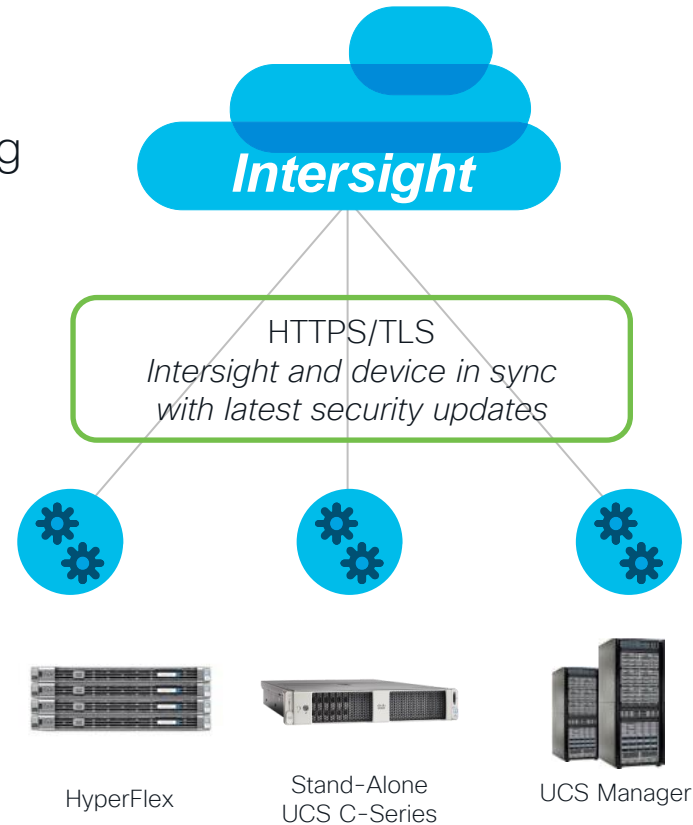 g
Intersight
HTTPS/TLS
Intersight and device in sync
with latest security updates
HyperFlex
Stand-Alone
UCS C-Series
UCS Manager